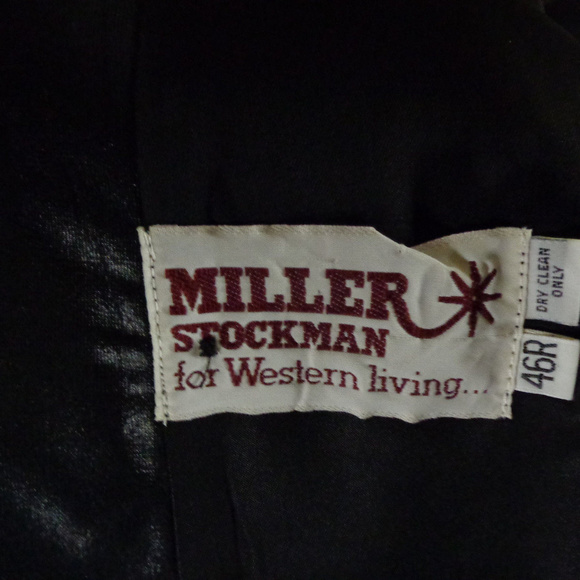 MILLER
STOCKMAN
for Western living...
DRY CLEAN
ONLY
46R